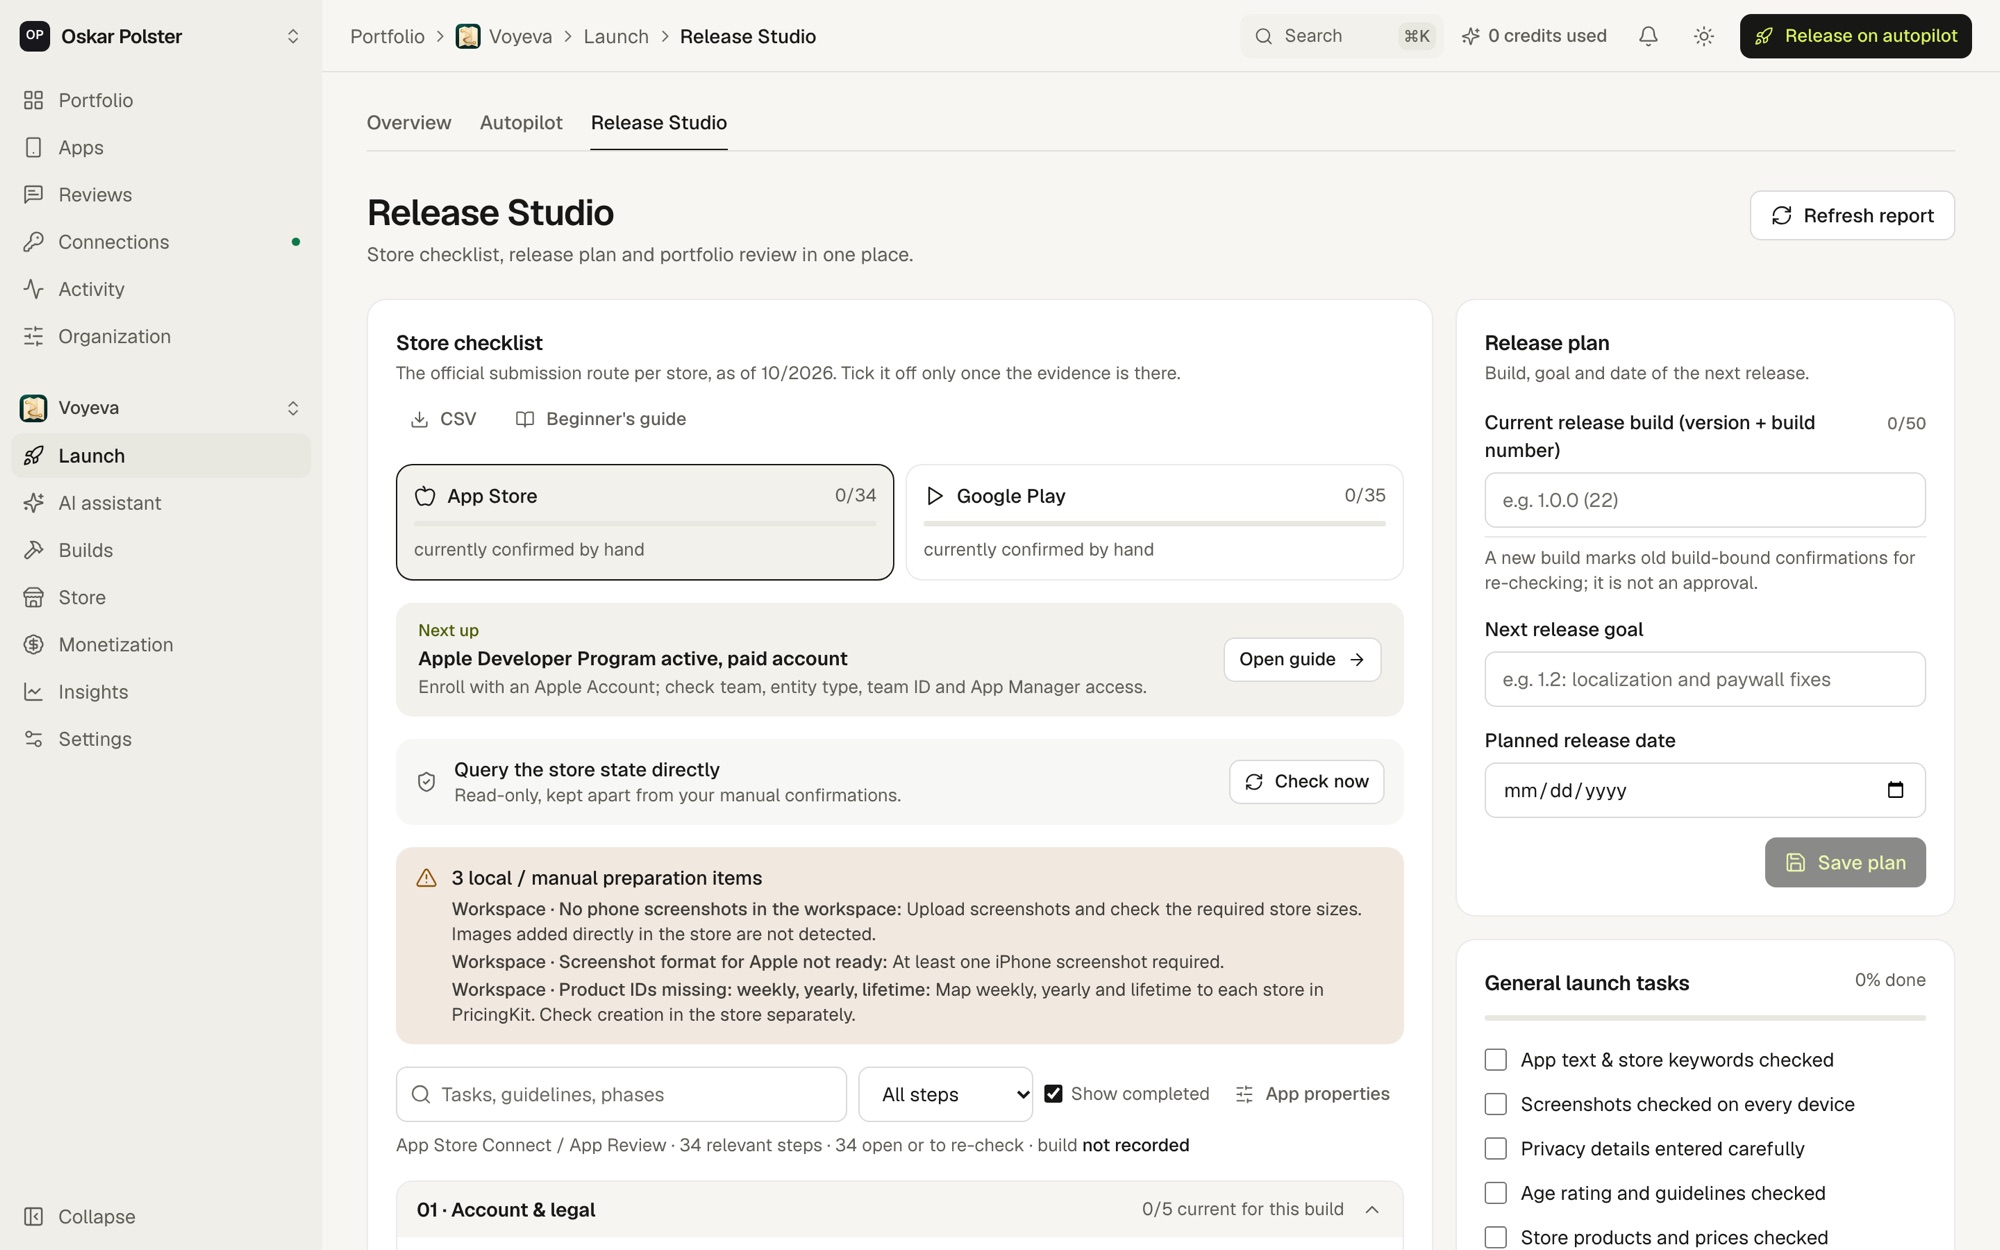 OP Oskar Polster
Portfolio
Apps
Reviews
Connections
Activity
Organization
Voyeva
Launch
AI assistant
Builds
Store
Monetization
Insights
Settings
Collapse
Portfolio > Voyeva > Launch > Release Studio
Search ⌘K
0 credits used
Release on autopilot
Overview Autopilot Release Studio
Release Studio
Store checklist, release plan and portfolio review in one place.
Refresh report
Store checklist
The official submission route per store, as of 10/2026. Tick it off only once the evidence is there.
CSV Beginner's guide
App Store 0/34
currently confirmed by hand
Google Play 0/35
currently confirmed by hand
Next up
Apple Developer Program active, paid account
Enroll with an Apple Account; check team, entity type, team ID and App Manager access.
Open guide →
Query the store state directly
Read-only, kept apart from your manual confirmations.
Check now
3 local / manual preparation items
Workspace · No phone screenshots in the workspace: Upload screenshots and check the required store sizes.
Images added directly in the store are not detected.
Workspace · Screenshot format for Apple not ready: At least one iPhone screenshot required.
Workspace · Product IDs missing: weekly, yearly, lifetime: Map weekly, yearly and lifetime to each store in
PricingKit. Check creation in the store separately.
Tasks, guidelines, phases
All steps
Show completed
App properties
App Store Connect / App Review · 34 relevant steps · 34 open or to re-check · build not recorded
01 · Account & legal 0/5 current for this build
Release plan
Build, goal and date of the next release.
Current release build (version + build 0/50
number)
e.g. 1.0.0 (22)
A new build marks old build-bound confirmations for
re-checking; it is not an approval.
Next release goal
e.g. 1.2: localization and paywall fixes
Planned release date
mm/dd/yyyy
Save plan
General launch tasks 0% done
App text & store keywords checked
Screenshots checked on every device
Privacy details entered carefully
Age rating and guidelines checked
Store products and prices checked